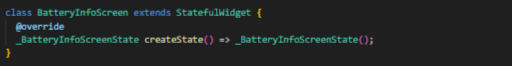 class BatteryInfoScreen extends StatefulWidget {
  @override
  _BatteryInfoScreenState createState() => _BatteryInfoScreenState();
}